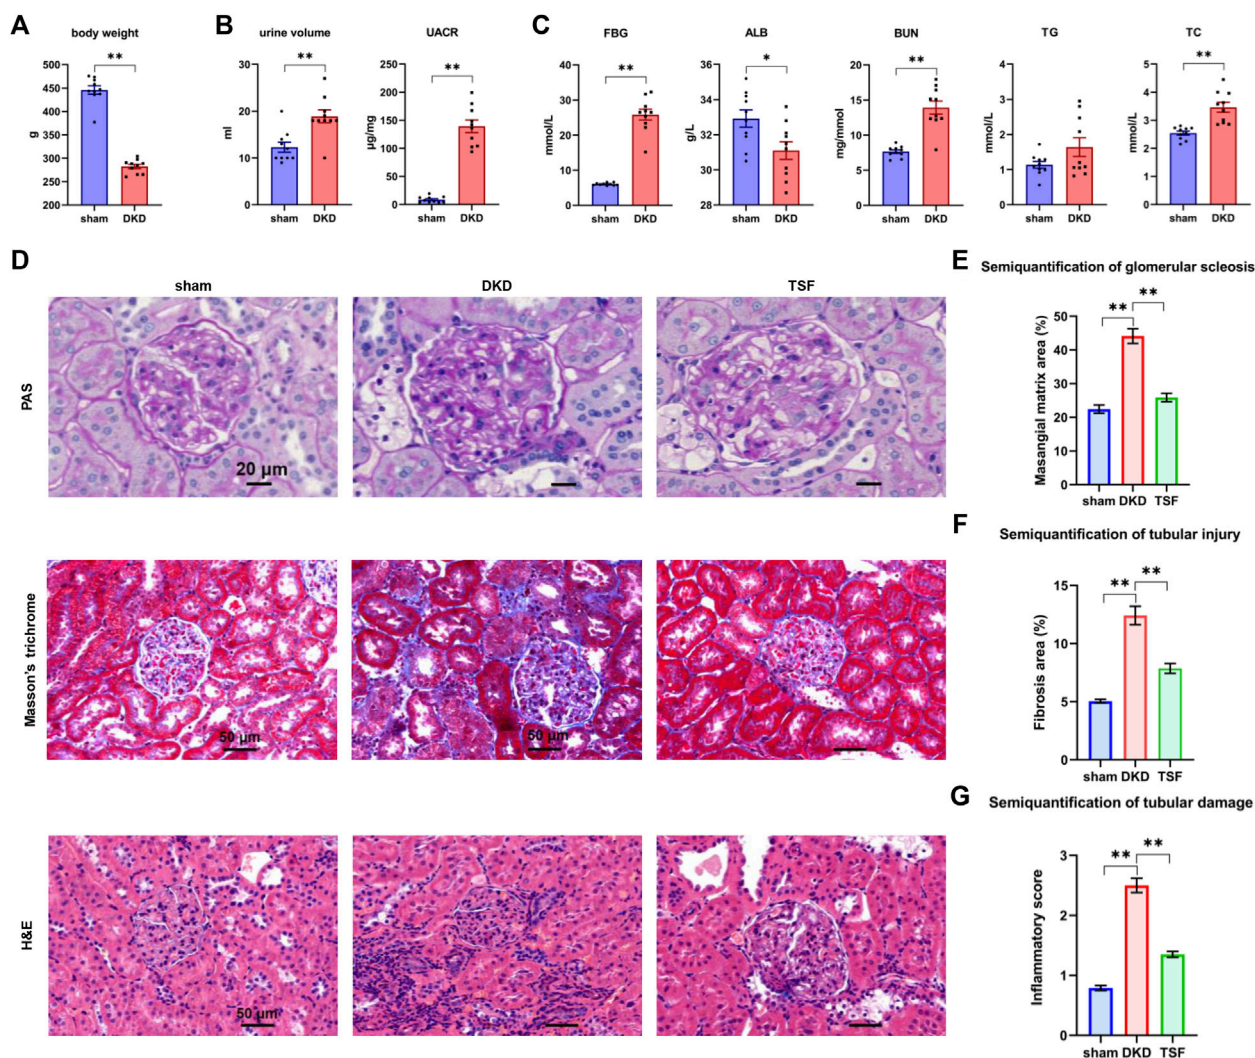 A
body weight
**
500
450
400
350
300
250
200
g
sham
DKD
B
urine volume
**
30
20
10
0
ml
sham
DKD
UACR
**
250
200
150
100
50
0
µg/mg
sham
DKD
C
FBG
**
40
30
20
10
0
mmol/L
sham
DKD
ALB
*
36
34
32
30
28
g/L
sham
DKD
BUN
**
20
15
10
5
0
mg/mmol
sham
DKD
TG
4
3
2
1
0
mmol/L
sham
DKD
TC
**
5
4
3
2
1
0
mmol/L
sham
DKD
D
sham
DKD
TSF
PAS
20 µm
Masson's trichrome
50 µm
50 µm
H&E
50 µm
E
Semiquantification of glomerular scleosis
**
**
50
40
30
20
10
0
Masangial matrix area (%)
sham
DKD
TSF
F
Semiquantification of tubular injury
**
**
15
10
5
0
Fibrosis area (%)
sham
DKD
TSF
G
Semiquantification of tubular damage
**
**
3
2
1
0
Inflammatory score
sham
DKD
TSF